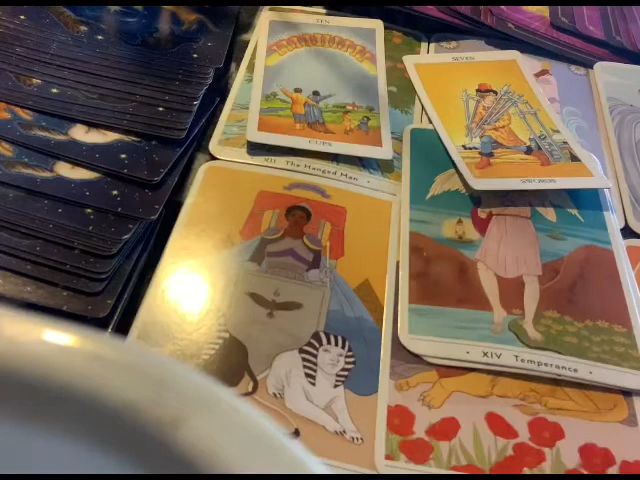 TEN
CUPS
SEVEN
SWORDS
XII The Hanged Man
XIV Temperance